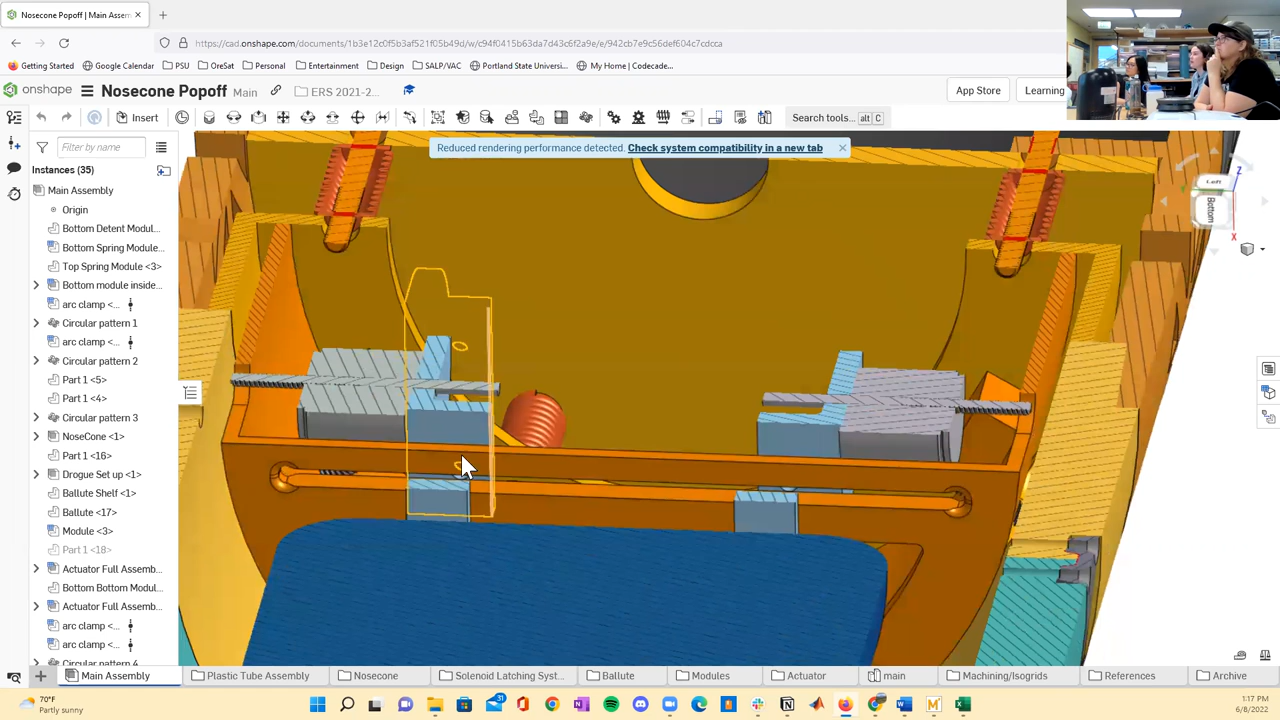 Nosecone Popoff | Main Assem
https://cad.onshape.com/documents/
Getting Started
Google Calendar
PSU
OreSat
Personal
Entertainment
Design
SALP/VAC
Portland State Universi...
My Home | Codecade...
onshape
Nosecone Popoff
Main
ERS 2021-2...
App Store
Learning
Insert
Search tools...
alt
C
Reduced rendering performance detected. Check system compatibility in a new tab
Filter by name
Instances (35)
Main Assembly
Origin
Bottom Detent Modul...
Bottom Spring Module...
Top Spring Module <3>
Bottom module inside...
arc clamp <...
Circular pattern 1
arc clamp <...
Circular pattern 2
Part 1 <5>
Part 1 <4>
Circular pattern 3
NoseCone <1>
Part 1 <16>
Drogue Set up <1>
Ballute Shelf <1>
Ballute <17>
Module <3>
Part 1 <18>
Actuator Full Assemb...
Bottom Bottom Modul...
Actuator Full Assemb...
arc clamp <...
arc clamp <...
Circular pattern 4
Z
X
Bottom
Main Assembly
Plastic Tube Assembly
Nosecone
Solenoid Latching Syst...
Ballute
Modules
Actuator
main
Machining/Isogrids
References
Archive
70°F
Partly sunny
31
1:17 PM
6/8/2022